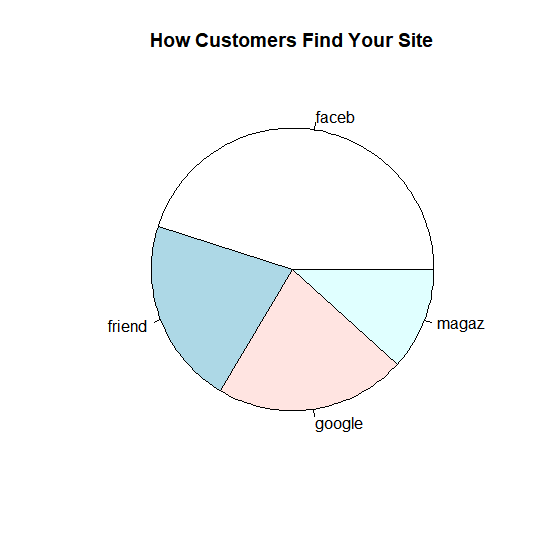 How Customers Find Your Site
faceb
friend
magaz
google